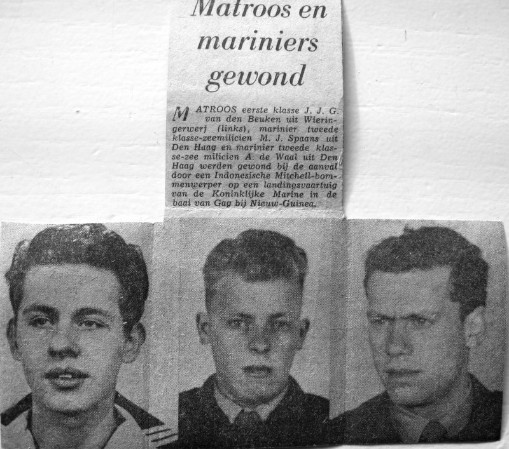 Matroos en
mariniers
gewond
MATROOS eerste klasse J. J. G.
van den Beuken uit Wierin-
gerwerf (links), marinier tweede
klasse-zeemilicien M. J. Spaans uit
Den Haag en marinier tweede klas-
se-zee milicien A. de Waal uit Den
Haag werden gewond bij de aanval
door een Indonesische Mitchell-bom-
menwerper op een landingsvaartuig
van de Koninklijke Marine in de
baai van Gag bij Nieuw-Guinea.